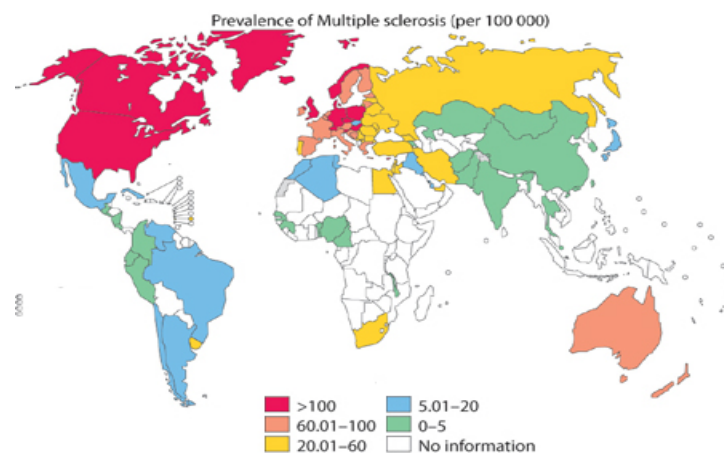 Prevalence of Multiple sclerosis (per 100 000)
>100
60.01–100
20.01–60
5.01–20
0–5
No information